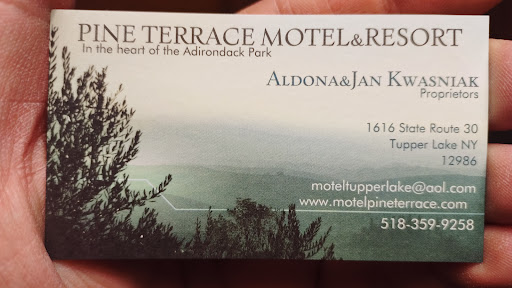 PINE TERRACE MOTEL&RESORT
In the heart of the Adirondack Park
ALDONA&JAN KWASNIAK
Proprietors
1616 State Route 30
Tupper Lake NY
12986
moteltupperlake@aol.com
www.motelpineterrace.com
518-359-9258